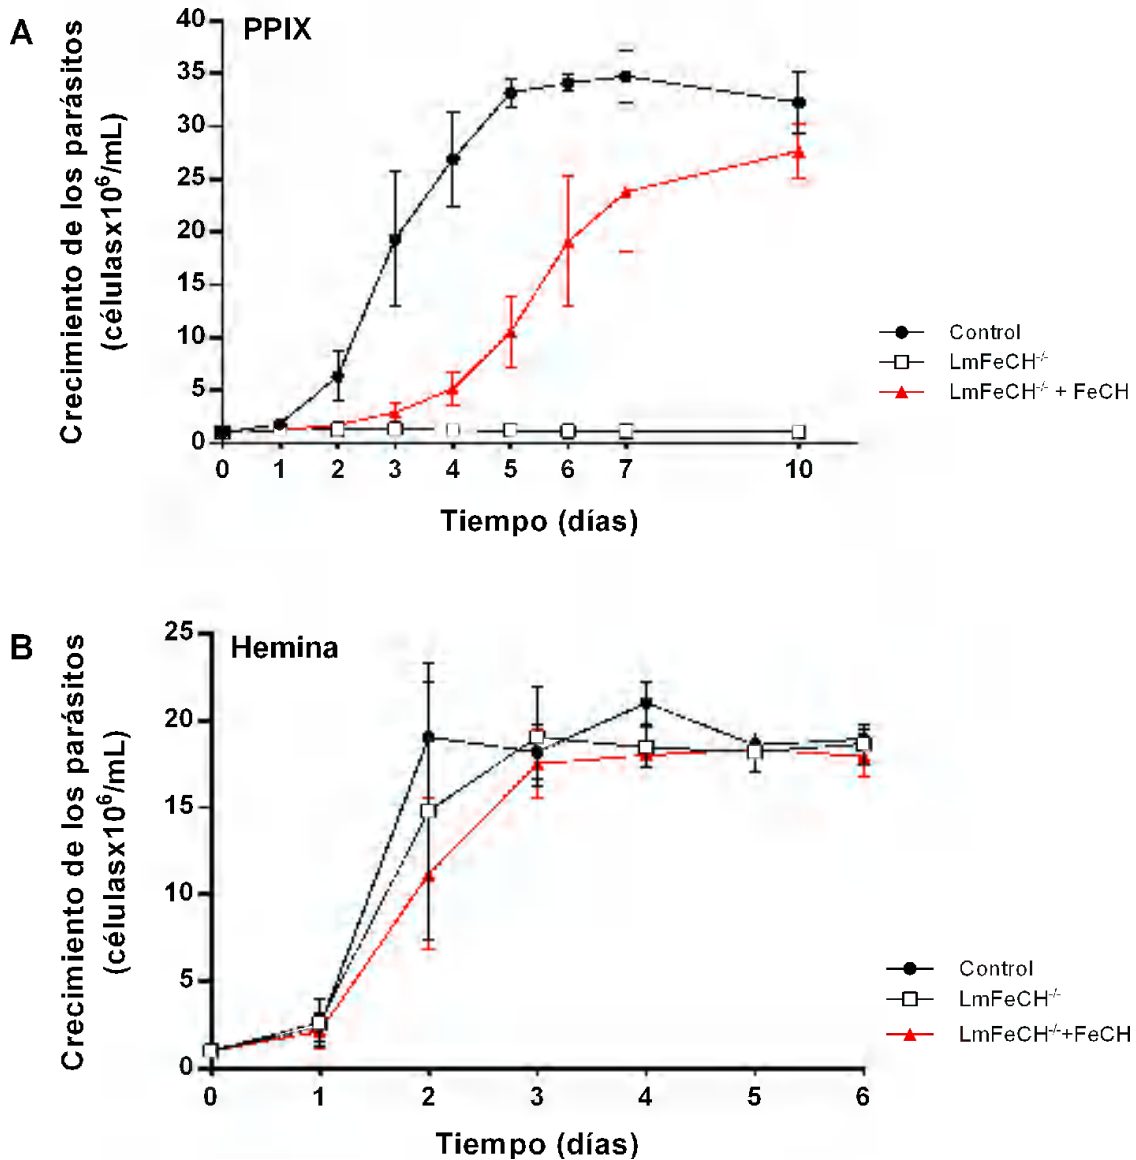 A
PPIX
Crecimiento de los parásitos
(célulasx10⁶/mL)
40
35
30
25
20
15
10
5
0
0 1 2 3 4 5 6 7 10
Tiempo (días)
Control
LmFeCH⁻/⁻
LmFeCH⁻/⁻ + FeCH
B
Hemina
Crecimiento de los parásitos
(célulasx10⁶/mL)
25
20
15
10
5
0
0 1 2 3 4 5 6
Tiempo (días)
Control
LmFeCH⁻/⁻
LmFeCH⁻/⁻+FeCH